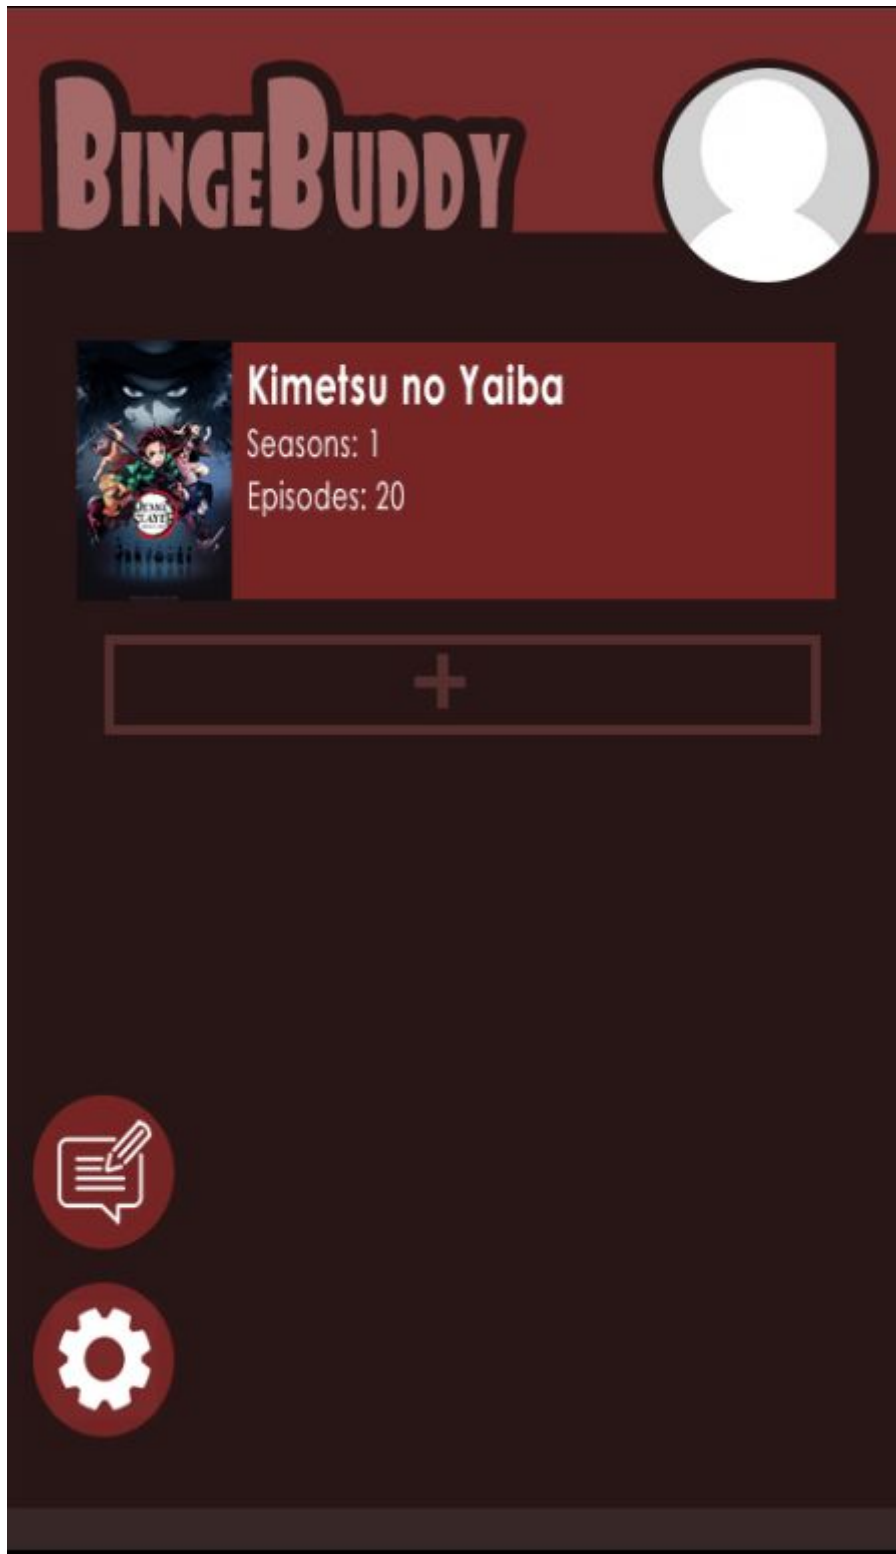 BINGEBUDDY
Kimetsu no Yaiba
Seasons: 1
Episodes: 20
+